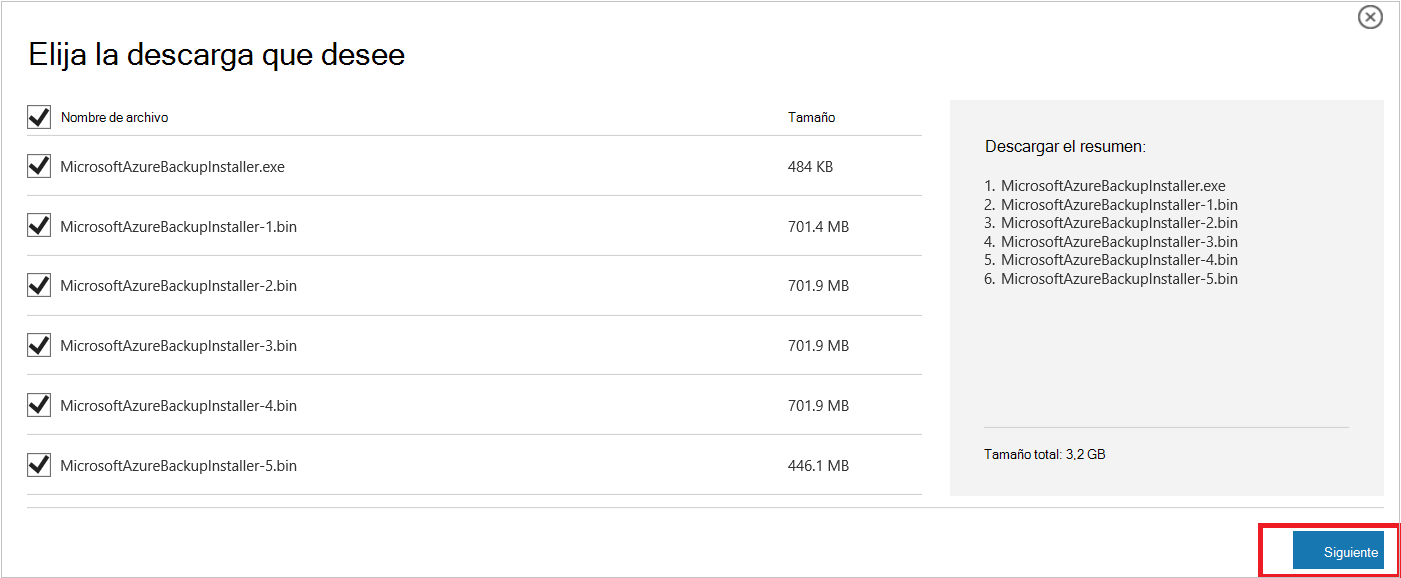 Elija la descarga que desee
Nombre de archivo Tamaño
MicrosoftAzureBackupInstaller.exe 484 KB
MicrosoftAzureBackupInstaller-1.bin 701.4 MB
MicrosoftAzureBackupInstaller-2.bin 701.9 MB
MicrosoftAzureBackupInstaller-3.bin 701.9 MB
MicrosoftAzureBackupInstaller-4.bin 701.9 MB
MicrosoftAzureBackupInstaller-5.bin 446.1 MB
Descargar el resumen:
1. MicrosoftAzureBackupInstaller.exe
2. MicrosoftAzureBackupInstaller-1.bin
3. MicrosoftAzureBackupInstaller-2.bin
4. MicrosoftAzureBackupInstaller-3.bin
5. MicrosoftAzureBackupInstaller-4.bin
6. MicrosoftAzureBackupInstaller-5.bin
Tamaño total: 3,2 GB
Siguiente